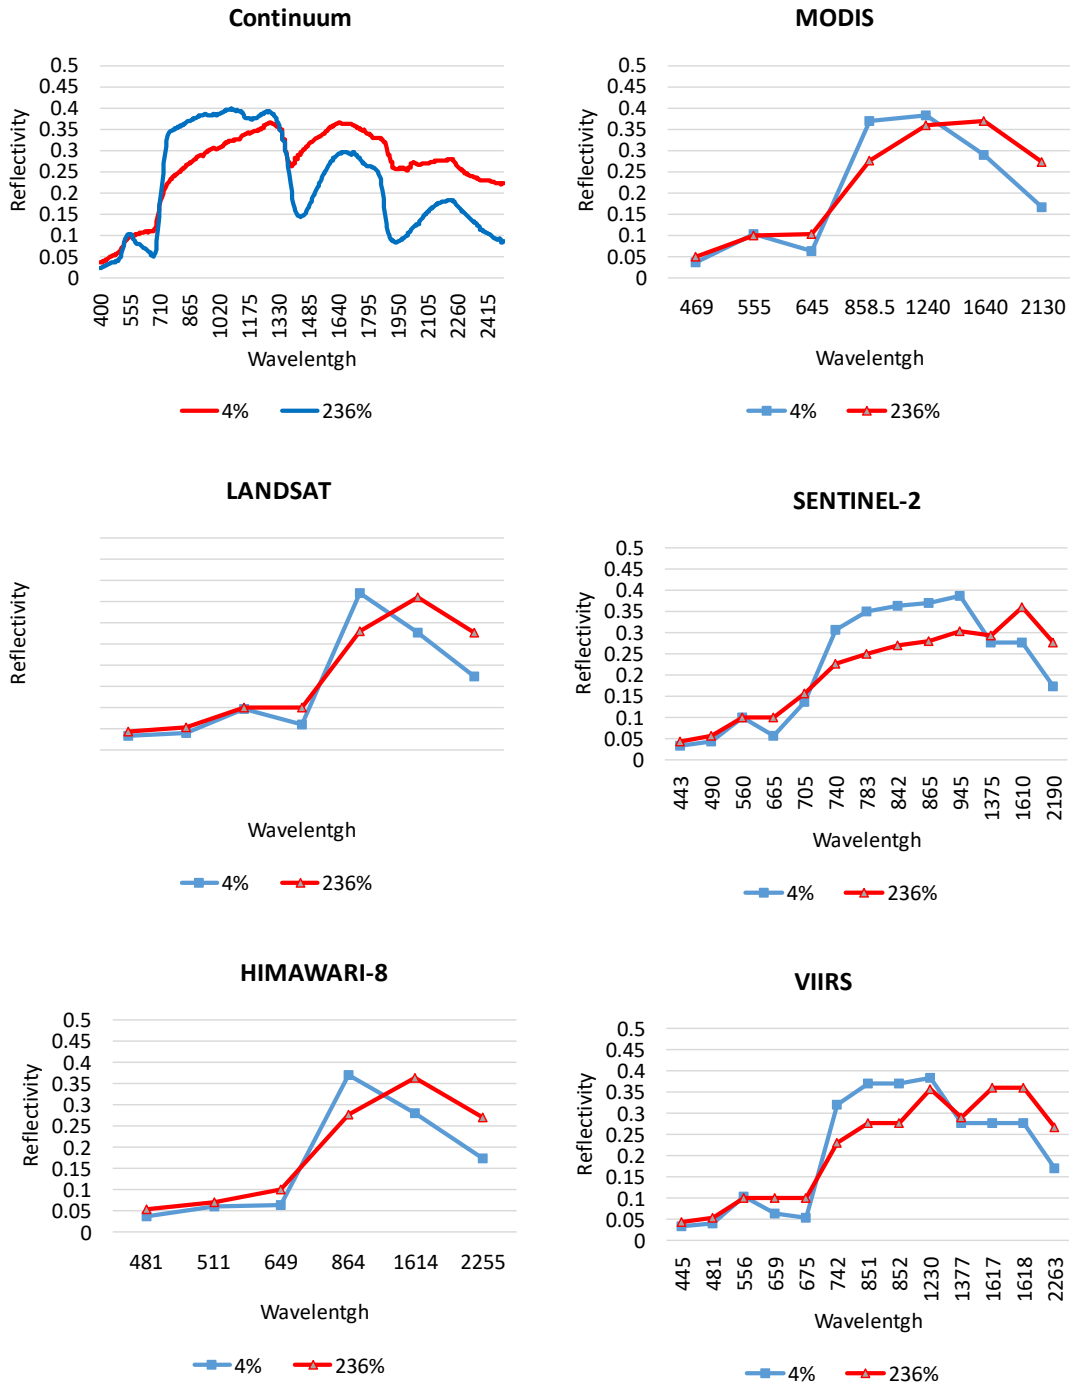 Continuum
0.5
0.45
0.4
0.35
0.3
0.25
0.2
0.15
0.1
0.05
0
Reflectivity
400 555 710 865 1020 1175 1330 1485 1640 1795 1950 2105 2260 2415
Wavelentgh
4% 236%
MODIS
0.5
0.45
0.4
0.35
0.3
0.25
0.2
0.15
0.1
0.05
0
Reflectivity
469 555 645 858.5 1240 1640 2130
Wavelentgh
4% 236%
LANDSAT
Reflectivity
Wavelentgh
4% 236%
SENTINEL-2
0.5
0.45
0.4
0.35
0.3
0.25
0.2
0.15
0.1
0.05
0
Reflectivity
443 490 560 665 705 740 783 842 865 945 1375 1610 2190
Wavelentgh
4% 236%
HIMAWARI-8
0.5
0.45
0.4
0.35
0.3
0.25
0.2
0.15
0.1
0.05
0
Reflectivity
481 511 649 864 1614 2255
Wavelentgh
4% 236%
VIIRS
0.5
0.45
0.4
0.35
0.3
0.25
0.2
0.15
0.1
0.05
0
Reflectivity
445 481 556 659 675 742 851 852 1230 1377 1617 1618 2263
Wavelentgh
4% 236%